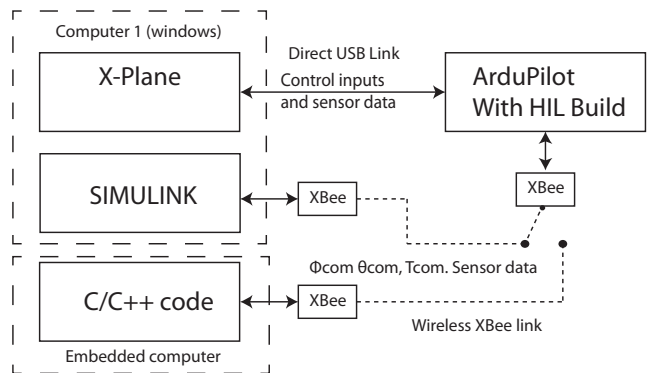 Computer 1 (windows)
X-Plane
Direct USB Link
Control inputs
and sensor data
ArduPilot
With HIL Build
SIMULINK
XBee
XBee
Φcom θcom, Tcom. Sensor data
C/C++ code
XBee
Wireless XBee link
Embedded computer